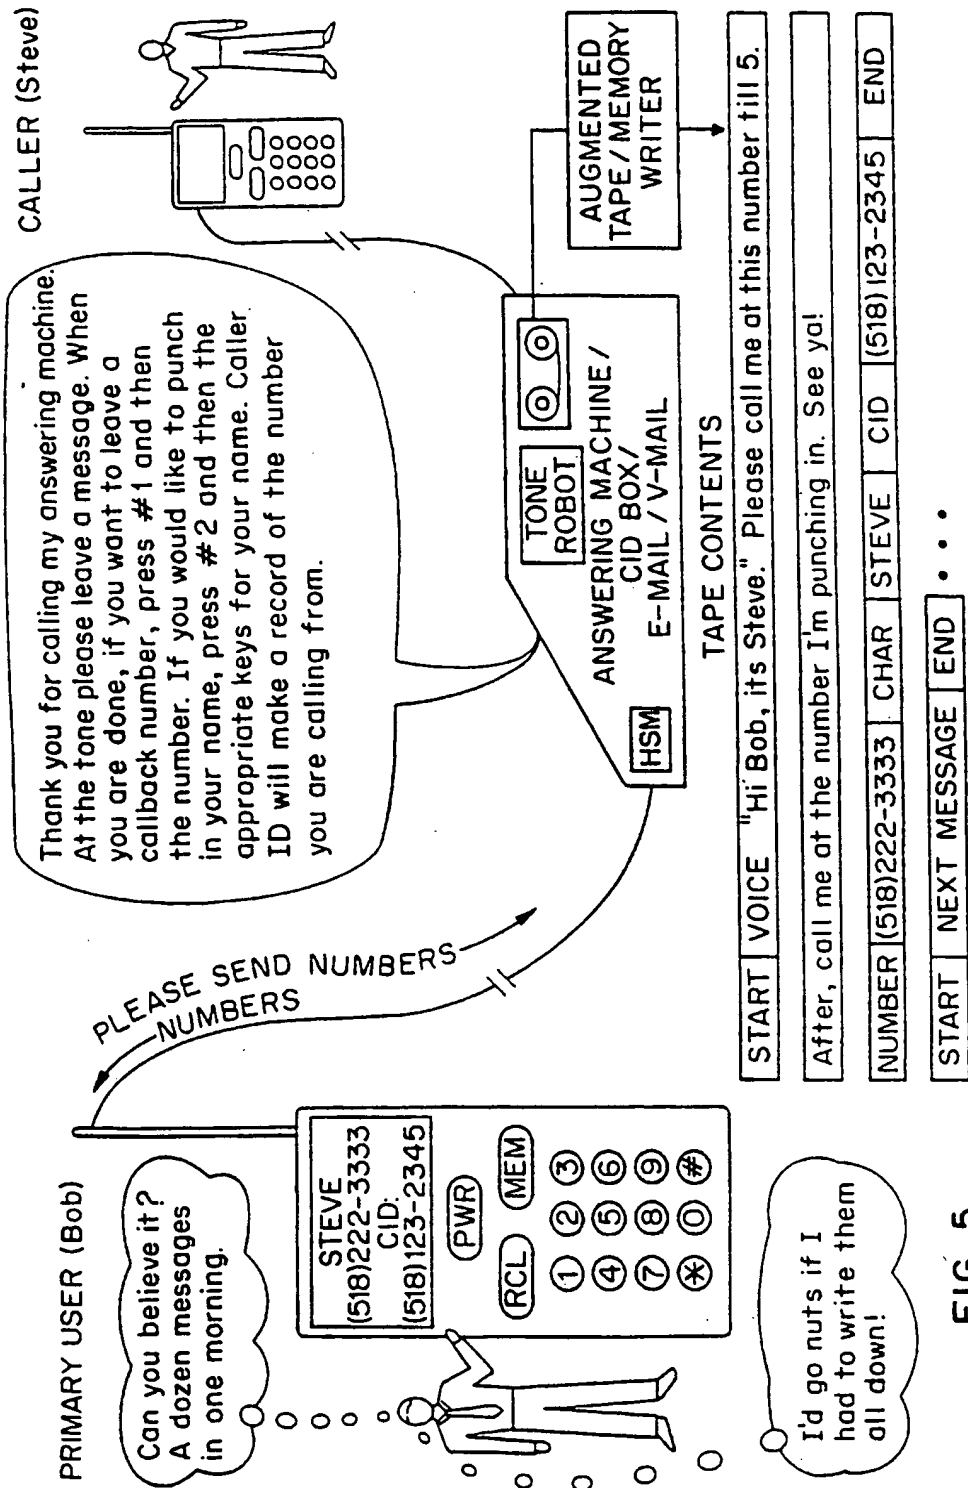 CALLER (Steve)
Thank you for calling my answering machine.
At the tone please leave a message. When
you are done, if you want to leave a
callback number, press #1 and then
the number. If you would like to punch
in your name, press #2 and then the
appropriate keys for your name. Caller
ID will make a record of the number
you are calling from.
PRIMARY USER (Bob)
Can you believe it?
A dozen messages
in one morning.
PLEASE SEND NUMBERS
NUMBERS
STEVE
(518)222-3333
CID:
(518)123-2345
PWR
RCL MEM
1 2 3
4 5 6
7 8 9
* 0 #
I'd go nuts if I
had to write them
all down!
HSM
TONE
ROBOT
ANSWERING MACHINE/
CID BOX/
E-MAIL/V-MAIL
AUGMENTED
TAPE/MEMORY
WRITER
TAPE CONTENTS
START VOICE "Hi Bob, its Steve." Please call me at this number till 5.
After, call me at the number I'm punching in. See ya!
NUMBER (518)222-3333 CHAR STEVE CID (518)123-2345 END
START NEXT MESSAGE END • • •
FIG. 5